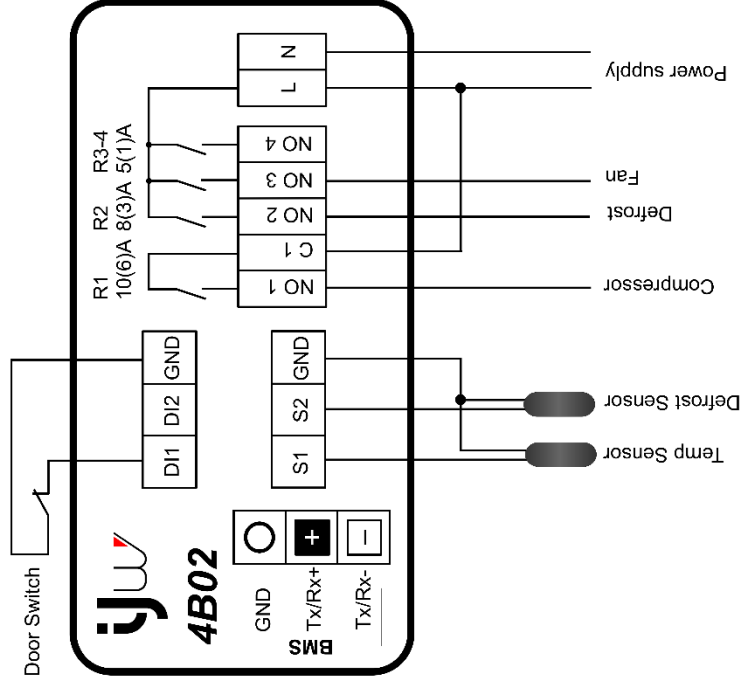 N
L
Power supply
R3-4
5(1)A
NO 4
NO 3
Fan
R2
8(3)A
NO 2
Defrost
C 1
R1
10(6)A
NO 1
Compressor
GND
DI2
DI1
GND
S2
S1
Defrost Sensor
Temp Sensor
Door Switch
4B02
+
-
GND
Tx/Rx+
Tx/Rx-
BMS